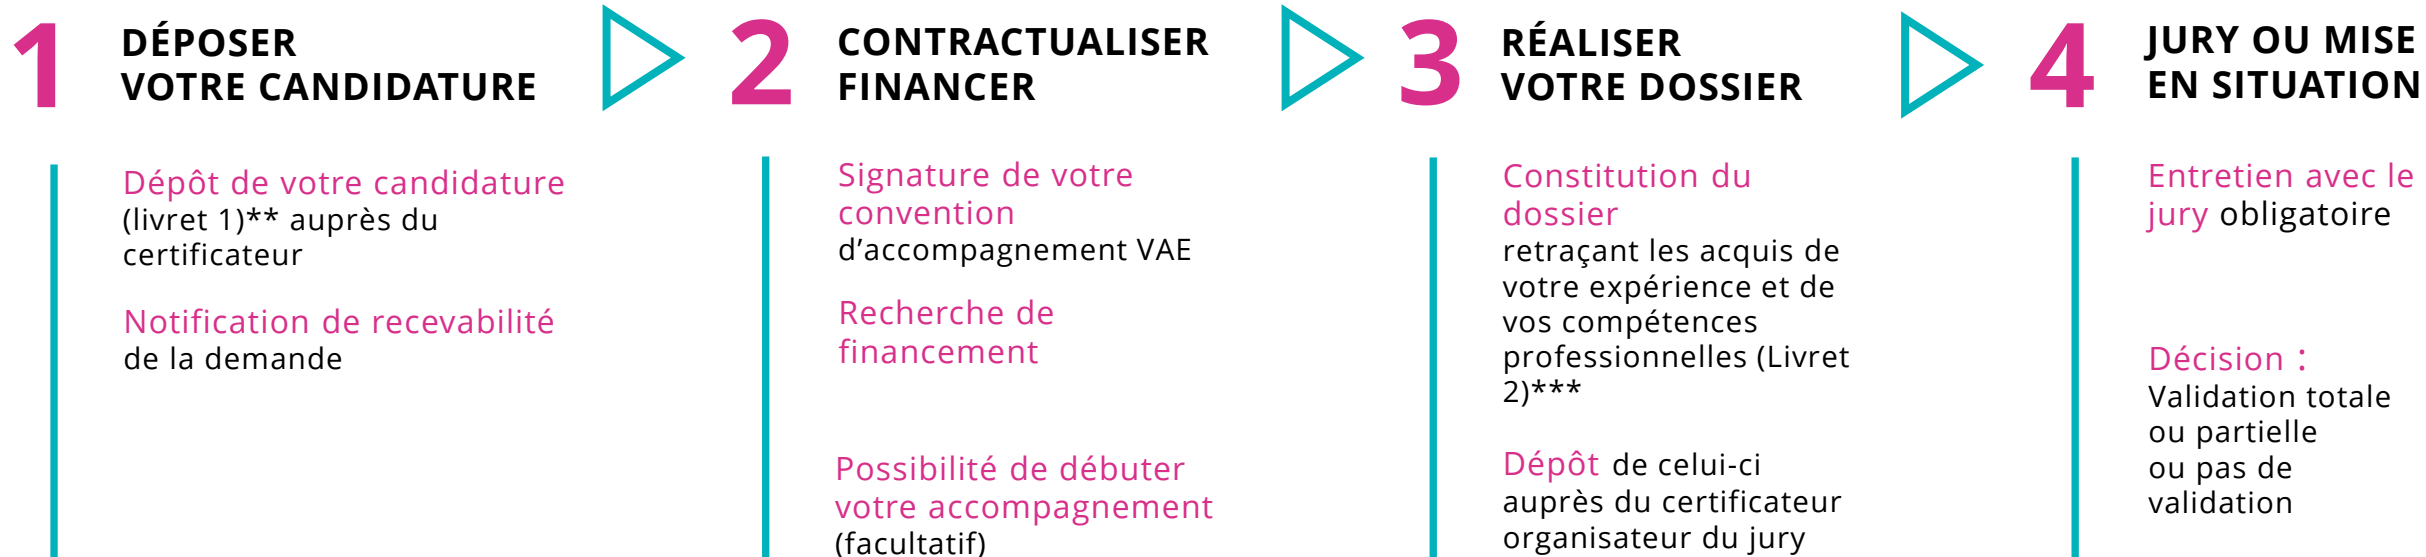 1
DÉPOSER
VOTRE CANDIDATURE
Dépôt de votre candidature
(livret 1)** auprès du
certificateur
Notification de recevabilité
de la demande
2
CONTRACTUALISER
FINANCER
Signature de votre
convention
d’accompagnement VAE
Recherche de
financement
Possibilité de débuter
votre accompagnement
(facultatif)
3
RÉALISER
VOTRE DOSSIER
Constitution du
dossier
retraçant les acquis de
votre expérience et de
vos compétences
professionnelles (Livret
2)***
Dépôt de celui-ci
auprès du certificateur
organisateur du jury
4
JURY OU MISE
EN SITUATION
Entretien avec le
jury obligatoire
Décision :
Validation totale
ou partielle
ou pas de
validation